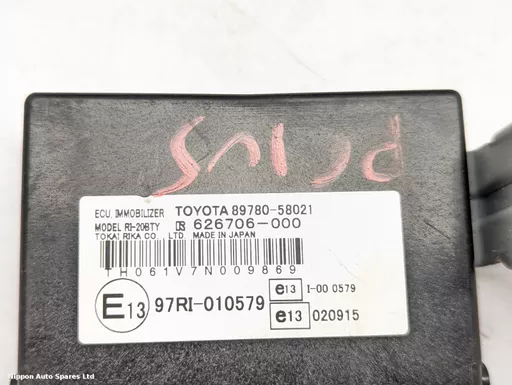 Prius
ECU, IMMOBILIZER TOYOTA 89780-58021
MODEL RI-20BTY 626706-000
TOKAI RIKA CO., LTD. MADE IN JAPAN
TH061V7N009869
E13 97RI-010579
e13 I-00 0579
e13 020915
Nippon Auto Spares Ltd